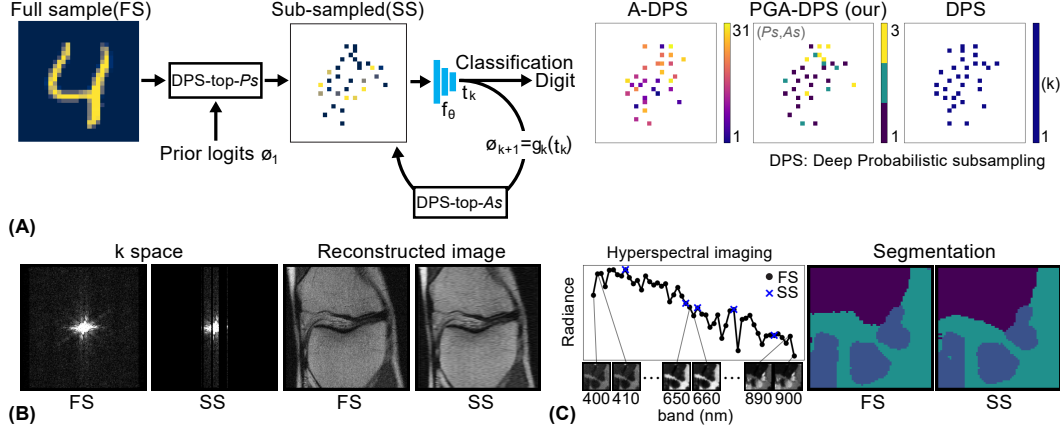 Full sample(FS)
Sub-sampled(SS)
DPS-top-Ps
Prior logits ø1
fθ
tk
Classification
Digit
øk+1=gk(tk)
DPS-top-As
A-DPS
PGA-DPS (our)
DPS
(Ps,As)
31
1
3
1
1
(k)
DPS: Deep Probabilistic subsampling
(A)
k space
Reconstructed image
FS
SS
FS
SS
(B)
Hyperspectral imaging
Radiance
FS
SS
400 410 ··· 650 660 ··· 890 900
band (nm)
Segmentation
FS
SS
(C)